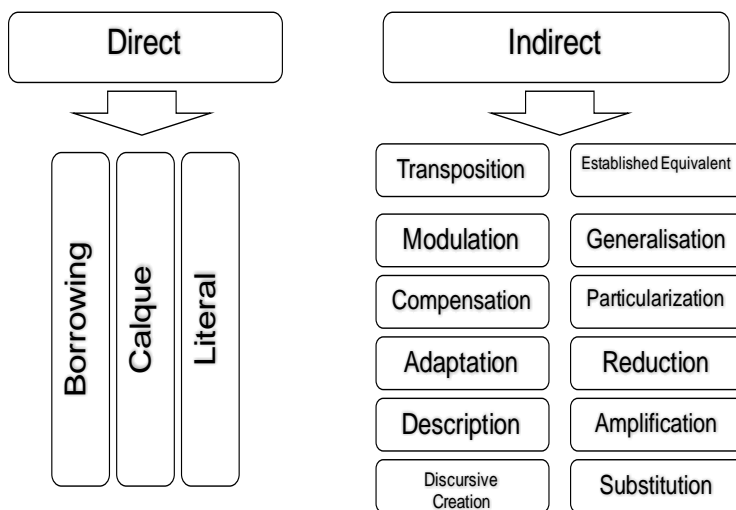 Direct
Borrowing
Calque
Literal
Indirect
Transposition
Established Equivalent
Modulation
Generalisation
Compensation
Particularization
Adaptation
Reduction
Description
Amplification
Discursive
Creation
Substitution